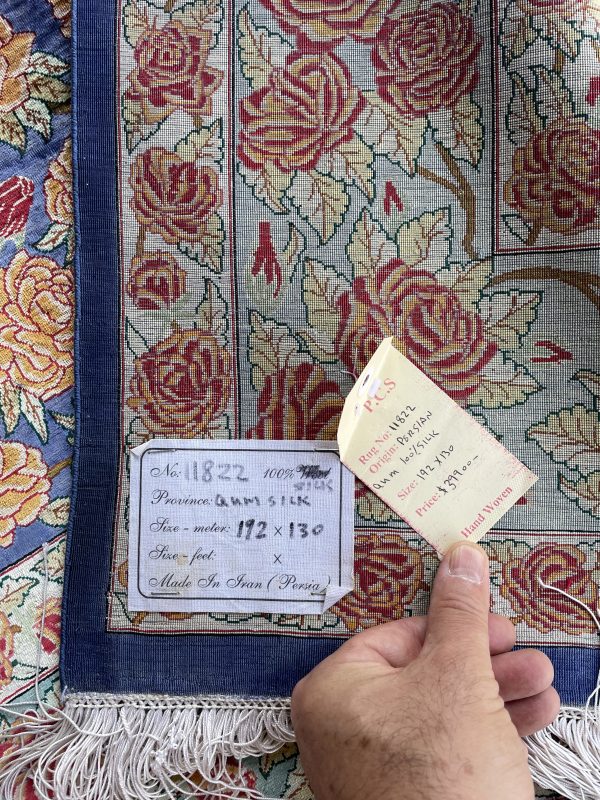 No: 11822 100% SILK
Province: Qum SILK
Size - meter: 192 x 130
Size - feet: x
Made In Iran (Persia)
P.C.S
Rug No: 11822
Origin: PERSIAN
Qum 100/SILK
Size: 192 X 130
Price:
Hand Woven